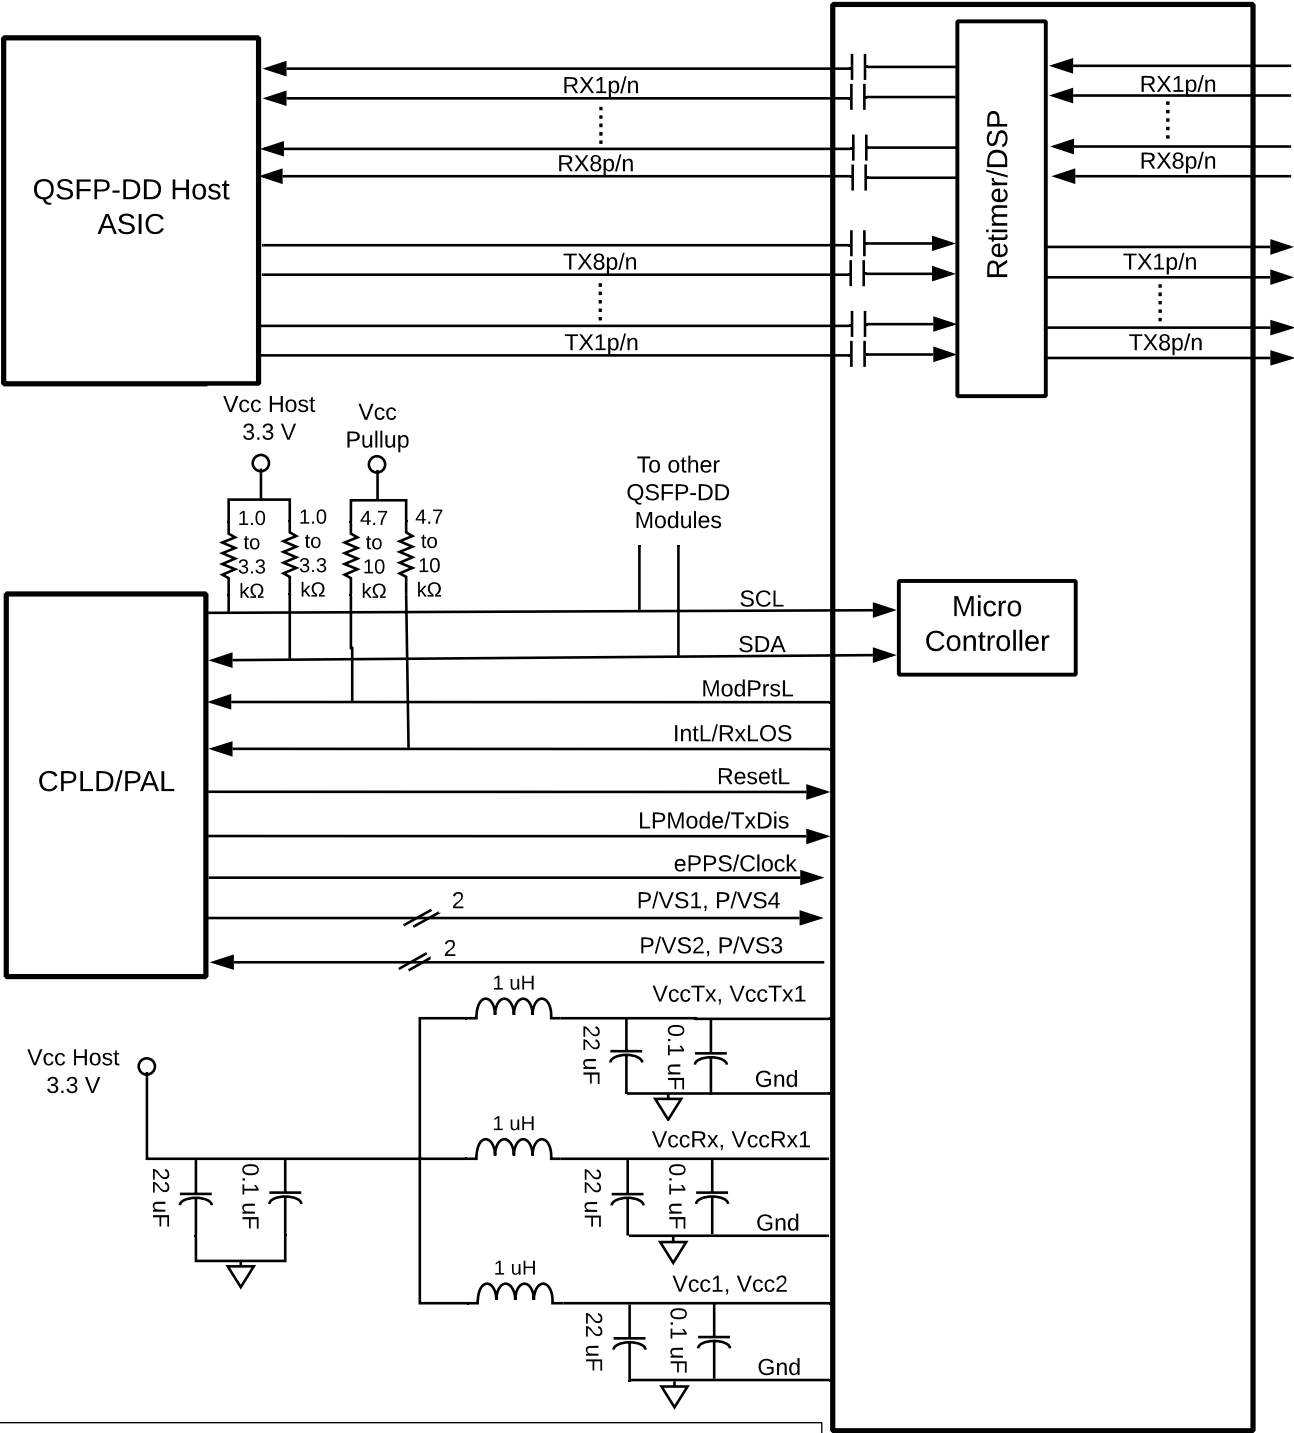 QSFP-DD Host
ASIC
RX1p/n
RX8p/n
TX8p/n
TX1p/n
Retimer/DSP
RX1p/n
RX8p/n
TX1p/n
TX8p/n
Vcc Host
3.3 V
Vcc
Pullup
1.0
to
3.3
kΩ
1.0
to
3.3
kΩ
4.7
to
10
kΩ
4.7
to
10
kΩ
To other
QSFP-DD
Modules
CPLD/PAL
SCL
SDA
Micro
Controller
ModPrsL
IntL/RxLOS
ResetL
LPMode/TxDis
ePPS/Clock
2
P/VS1, P/VS4
2
P/VS2, P/VS3
Vcc Host
3.3 V
22 uF
0.1 uF
1 uH
VccTx, VccTx1
22 uF
0.1 uF
Gnd
1 uH
VccRx, VccRx1
22 uF
0.1 uF
Gnd
1 uH
Vcc1, Vcc2
22 uF
0.1 uF
Gnd